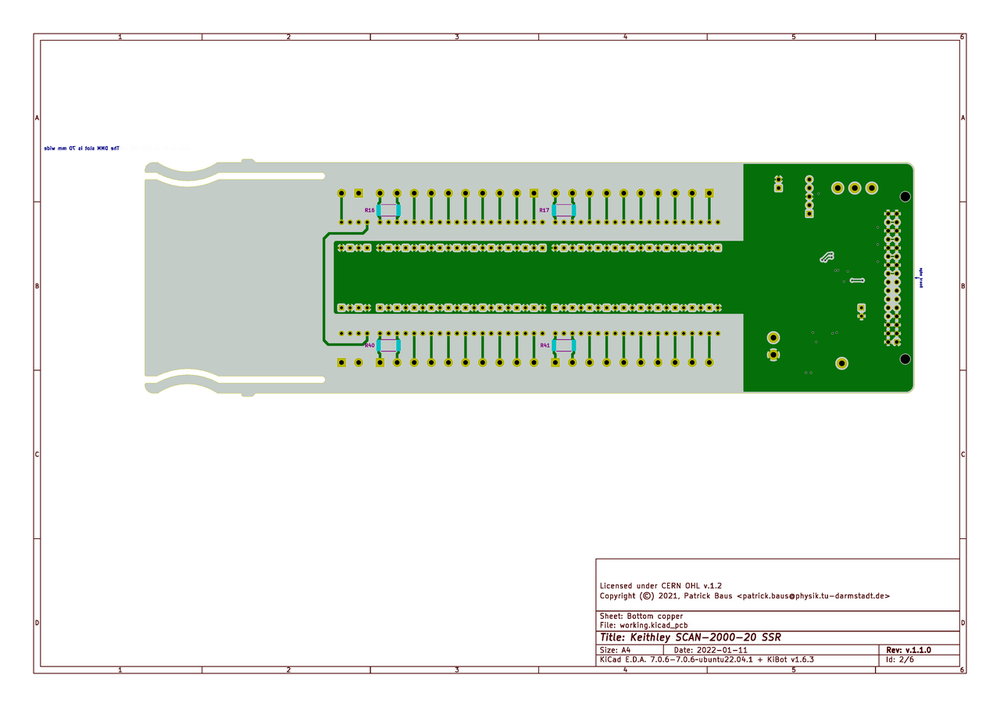 1 2 3 4 5 6
A A
The DMM slot is 70 mm wide
R16 R17
B B
R40 R41
C C
Licensed under CERN OHL v.1.2
Copyright (©) 2021, Patrick Baus <patrick.baus@physik.tu-darmstadt.de>
D D
Sheet: Bottom copper
File: working.kicad_pcb
Title: Keithley SCAN-2000-20 SSR
Size: A4 Date: 2022-01-11 Rev: v.1.1.0
KiCad E.D.A. 7.0.6-7.0.6-ubuntu22.04.1 + KiBot v1.6.3 Id: 2/6
1 2 3 4 5 6